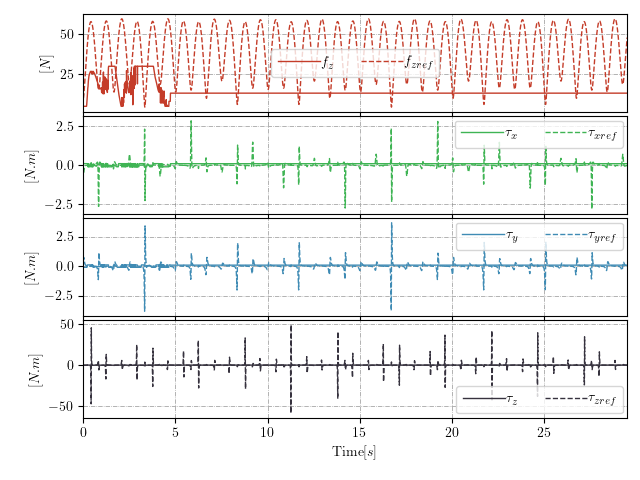 50
25
[N]
f_z f_zref
2.5
0.0
−2.5
[N.m]
τ_x τ_xref
2.5
0.0
−2.5
[N.m]
τ_y τ_yref
50
0
−50
[N.m]
τ_z τ_zref
0 5 10 15 20 25
Time[s]